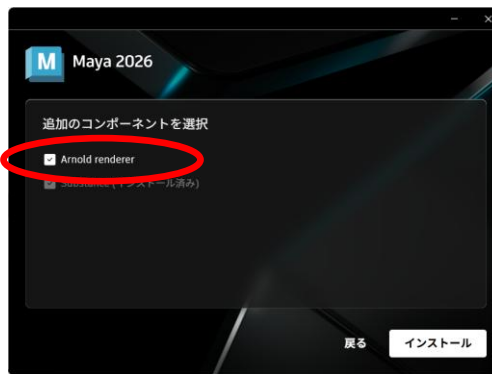 M Maya 2026
追加のコンポーネントを選択
Arnold renderer
Substance (インストール済み)
戻る インストール